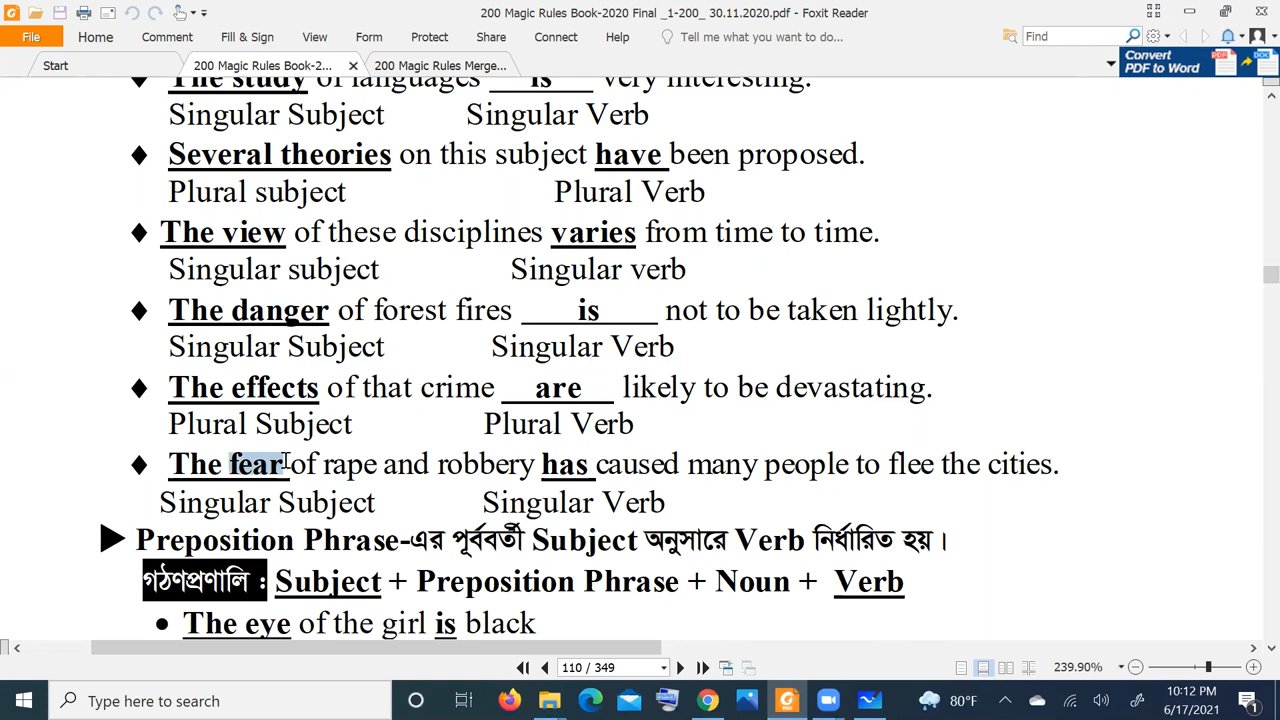 200 Magic Rules Book-2020 Final _1-200_ 30.11.2020.pdf - Foxit Reader
File Home Comment Fill & Sign View Form Protect Share Connect Help Tell me what you want to do... Find
Start 200 Magic Rules Book-2... 200 Magic Rules Merge... Convert PDF to Word
The study of languages is very interesting.
Singular Subject Singular Verb
♦ Several theories on this subject have been proposed.
Plural subject Plural Verb
♦ The view of these disciplines varies from time to time.
Singular subject Singular verb
♦ The danger of forest fires is not to be taken lightly.
Singular Subject Singular Verb
♦ The effects of that crime are likely to be devastating.
Plural Subject Plural Verb
♦ The fear of rape and robbery has caused many people to flee the cities.
Singular Subject Singular Verb
Preposition Phrase-এর পূর্ববর্তী Subject অনুসারে Verb নির্ধারিত হয়।
গঠণপ্রণালি : Subject + Preposition Phrase + Noun + Verb
• The eye of the girl is black
110 / 349 239.90%
Type here to search 80°F 10:12 PM
6/17/2021